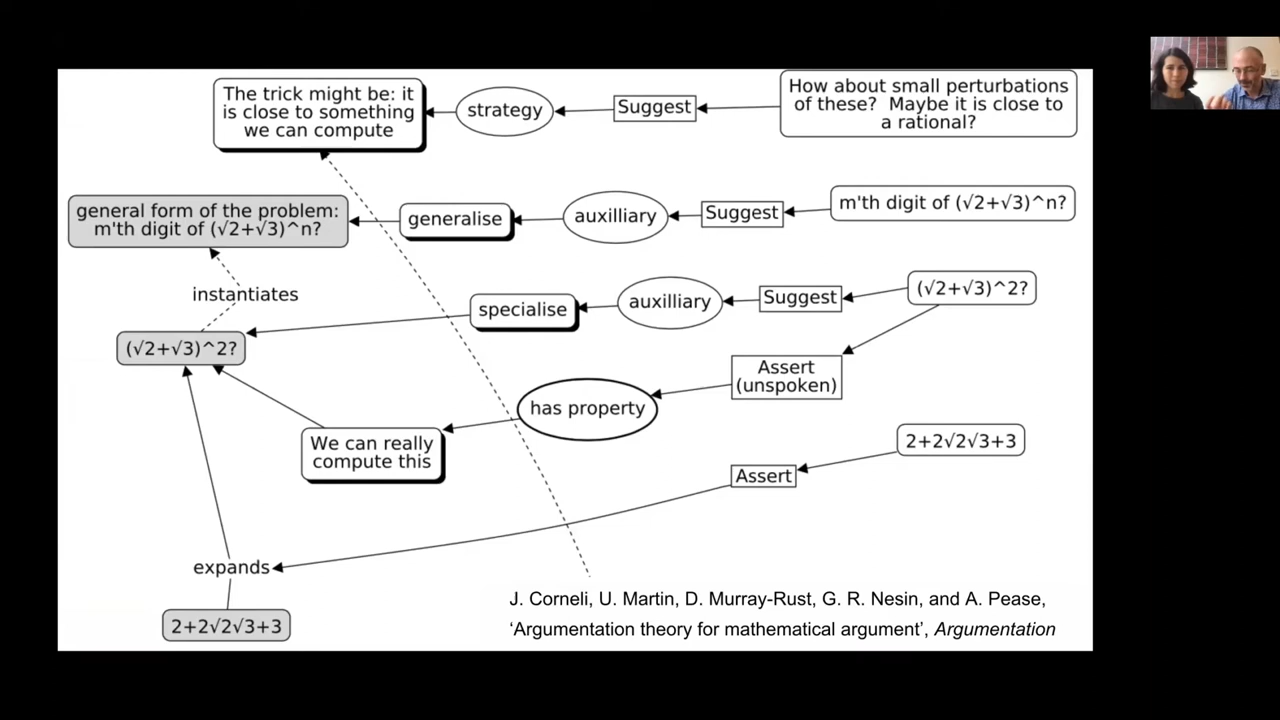 The trick might be: it
is close to something
we can compute
strategy
Suggest
How about small perturbations
of these? Maybe it is close to
a rational?
general form of the problem:
m'th digit of (√2+√3)^n?
generalise
auxilliary
Suggest
m'th digit of (√2+√3)^n?
instantiates
(√2+√3)^2?
specialise
auxilliary
Suggest
(√2+√3)^2?
Assert
(unspoken)
has property
We can really
compute this
2+2√2√3+3
Assert
expands
2+2√2√3+3
J. Corneli, U. Martin, D. Murray-Rust, G. R. Nesin, and A. Pease,
‘Argumentation theory for mathematical argument’, Argumentation